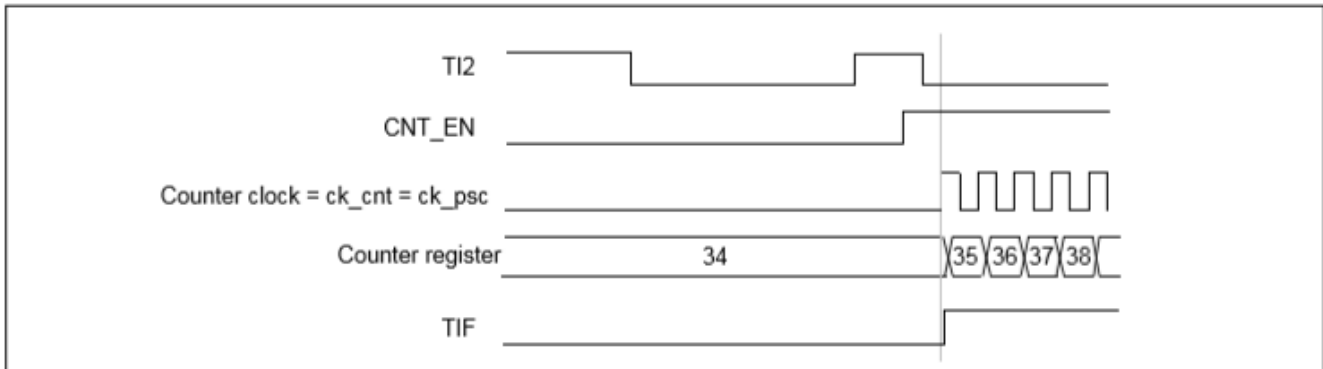 TI2
CNT_EN
Counter clock = ck_cnt = ck_psc
Counter register 34 35 36 37 38
TIF